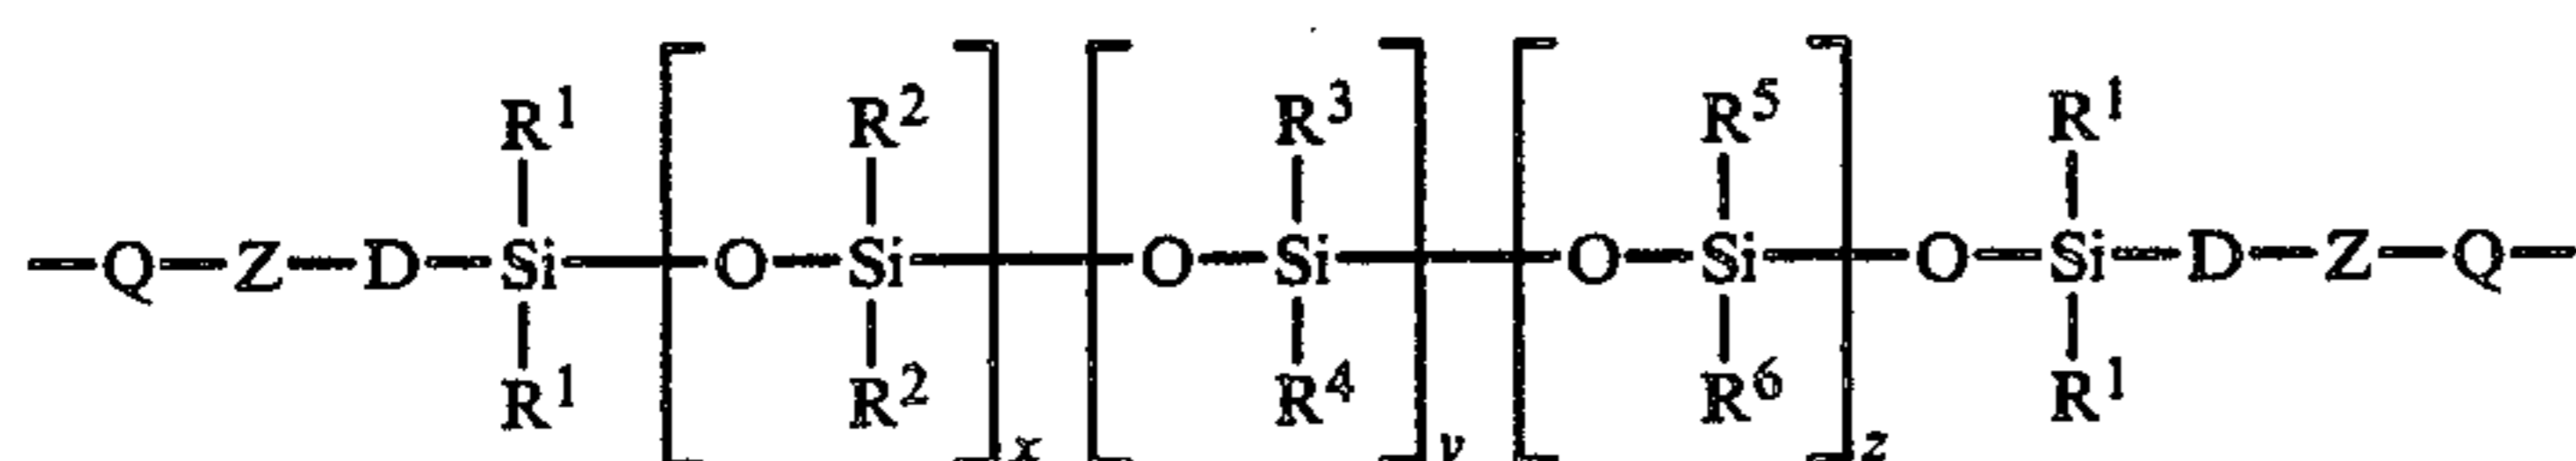 R¹ R² R³ R⁵ R¹
—Q—Z—D—Si—[O—Si—]x[O—Si—]y[O—Si—]z O—Si—D—Z—Q—
R¹ R² R⁴ R⁶ R¹